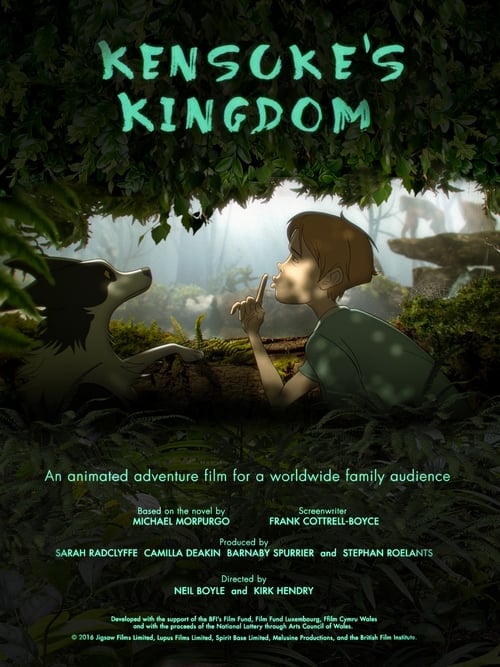 KENSUKE'S
KINGDOM
An animated adventure film for a worldwide family audience
Based on the novel by
MICHAEL MORPURGO
Screenwriter
FRANK COTTRELL-BOYCE
Produced by
SARAH RADCLYFFE CAMILLA DEAKIN BARNABY SPURRIER and STEPHAN ROELANTS
Directed by
NEIL BOYLE and KIRK HENDRY
Developed with the support of the BFI's Film Fund, Film Fund Luxembourg, Ffilm Cymru Wales
and with the proceeds of the National Lottery through Arts Council of Wales.
© 2016 Jigsaw Films Limited, Lupus Films Limited, Spirit Base Limited, Melusine Productions, and the British Film Institute.